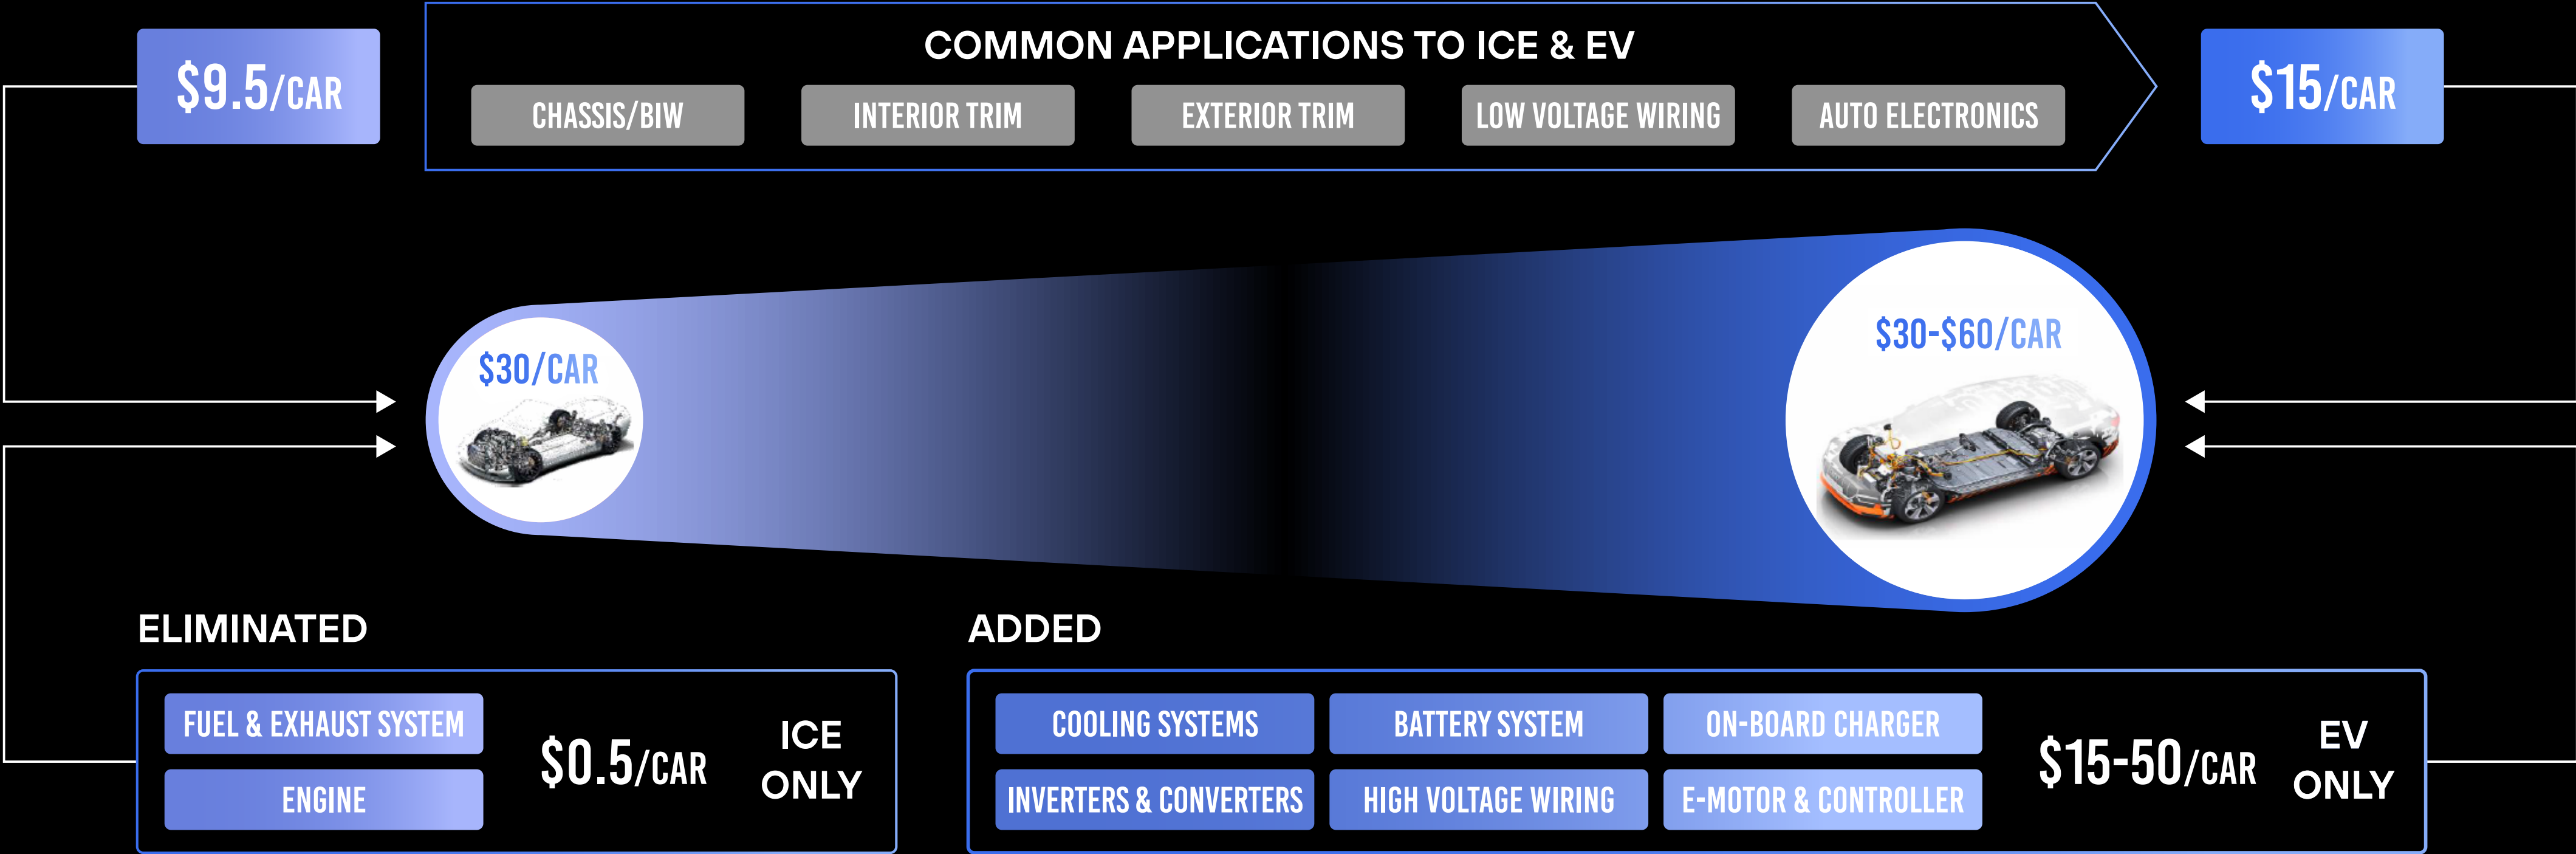 $9.5/CAR
COMMON APPLICATIONS TO ICE & EV
CHASSIS/BIW
INTERIOR TRIM
EXTERIOR TRIM
LOW VOLTAGE WIRING
AUTO ELECTRONICS
$15/CAR
$30/CAR
$30-$60/CAR
ELIMINATED
FUEL & EXHAUST SYSTEM
ENGINE
$0.5/CAR
ICE
ONLY
ADDED
COOLING SYSTEMS
BATTERY SYSTEM
ON-BOARD CHARGER
INVERTERS & CONVERTERS
HIGH VOLTAGE WIRING
E-MOTOR & CONTROLLER
$15-50/CAR
EV
ONLY